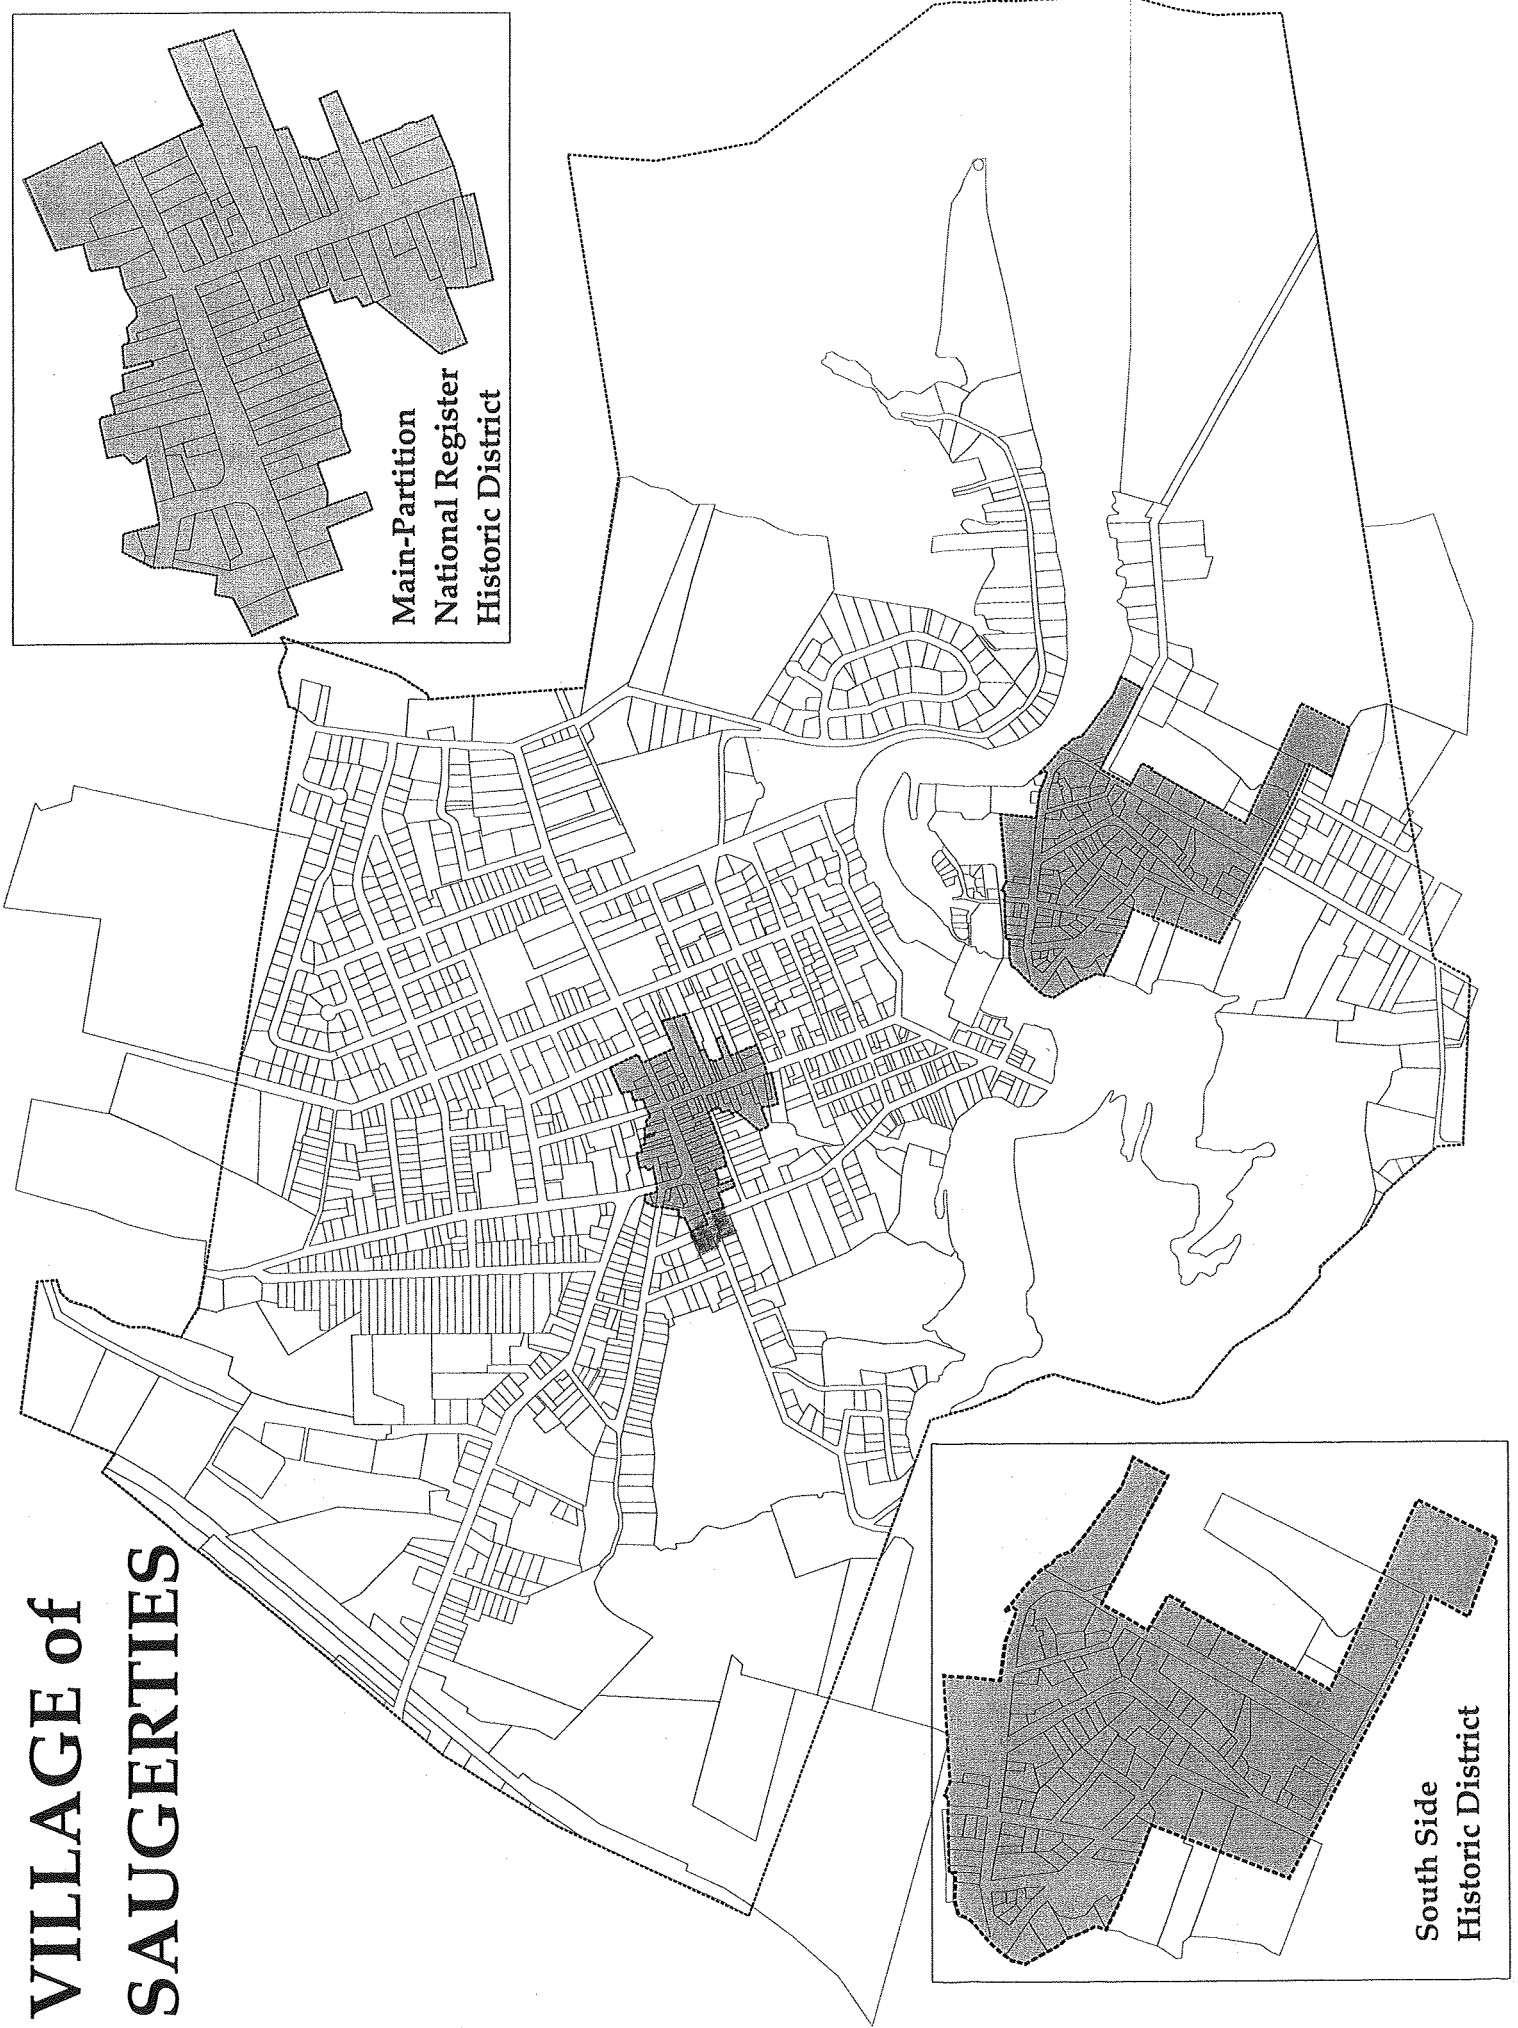 VILLAGE of
SAUGERTIES
Main-Partition
National Register
Historic District
South Side
Historic District